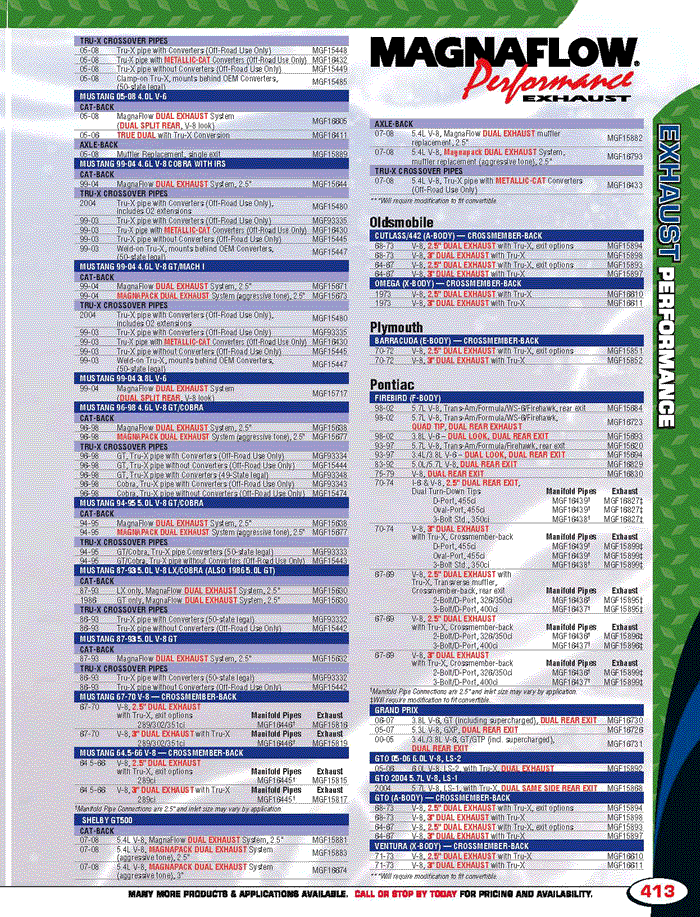 TRU-X CROSSOVER PIPES
05-08 Tru-X pipe with Converters (Off-Road Use Only) MGF15448
05-08 Tru-X pipe with METALLIC-CAT Converters (Off-Road Use Only) MGF16432
05-08 Tru-X pipe without Converters (Off-Road Use Only) MGF15449
05-08 Clamp-on Tru-X, mounts behind OEM Converters,
(50-state legal) MGF15485
MUSTANG 05-08 4.0L V-6
CAT-BACK
05-08 MagnaFlow DUAL EXHAUST System
(DUAL SPLIT REAR, V-8 look) MGF16605
05-06 TRUE DUAL with Tru-X Conversion MGF16411
AXLE-BACK
05-08 Muffler Replacement, single exit MGF15889
MUSTANG 99-04 4.6L V-8 COBRA WITH IRS
CAT-BACK
99-04 MagnaFlow DUAL EXHAUST System, 2.5" MGF15644
TRU-X CROSSOVER PIPES
2004 Tru-X pipe with Converters (Off-Road Use Only),
includes O2 extensions MGF15480
99-03 Tru-X pipe with Converters (Off-Road Use Only) MGF93335
99-03 Tru-X pipe with METALLIC-CAT Converters (Off-Road Use Only) MGF16430
99-03 Tru-X pipe without Converters (Off-Road Use Only) MGF15445
99-03 Weld-on Tru-X, mounts behind OEM Converters,
(50-state legal) MGF15447
MUSTANG 99-04 4.6L V-8 GT/MACH I
CAT-BACK
99-04 MagnaFlow DUAL EXHAUST System, 2.5" MGF15671
99-04 MAGNAPACK DUAL EXHAUST System (aggressive tone), 2.5" MGF15673
TRU-X CROSSOVER PIPES
2004 Tru-X pipe with Converters (Off-Road Use Only),
includes O2 extensions MGF15480
99-03 Tru-X pipe with Converters (Off-Road Use Only) MGF93335
99-03 Tru-X pipe with METALLIC-CAT Converters (Off-Road Use Only) MGF16430
99-03 Tru-X pipe without Converters (Off-Road Use Only) MGF15445
99-03 Weld-on Tru-X, mounts behind OEM Converters,
(50-state legal) MGF15447
MUSTANG 99-04 3.8L V-6
99-04 MagnaFlow DUAL EXHAUST System
(DUAL SPLIT REAR, V-8 look) MGF15717
MUSTANG 96-98 4.6L V-8 GT/COBRA
CAT-BACK
96-98 MagnaFlow DUAL EXHAUST System, 2.5" MGF15638
96-98 MAGNAPACK DUAL EXHAUST System (aggressive tone), 2.5" MGF15677
TRU-X CROSSOVER PIPES
96-98 GT, Tru-X pipe with Converters (Off-Road Use Only) MGF93334
96-98 GT, Tru-X pipe without Converters (Off-Road Use Only) MGF15444
96-98 GT, Tru-X pipe with Converters (49-State legal) MGF93345
96-98 Cobra, Tru-X pipe with Converters (Off-Road Use Only) MGF93343
96-98 Cobra, Tru-X pipe without Converters (Off-Road Use Only) MGF15474
MUSTANG 94-95 5.0L V-8 GT/COBRA
CAT-BACK
94-95 MagnaFlow DUAL EXHAUST System, 2.5" MGF15638
94-95 MAGNAPACK DUAL EXHAUST System (aggressive tone), 2.5" MGF15677
TRU-X CROSSOVER PIPES
94-95 GT/Cobra, Tru-X pipe Converters (50-state legal) MGF93333
94-95 GT/Cobra, Tru-X pipe without Converters (Off-Road Use Only) MGF15443
MUSTANG 87-93 5.0L V-8 LX/COBRA (ALSO 1986 5.0L GT)
CAT-BACK
87-93 LX only, MagnaFlow DUAL EXHAUST System, 2.5" MGF15630
1986 GT only, MagnaFlow DUAL EXHAUST System, 2.5" MGF15630
TRU-X CROSSOVER PIPES
86-93 Tru-X pipe with Converters (50-state legal) MGF93332
86-93 Tru-X pipe without Converters (Off-Road Use Only) MGF15442
MUSTANG 87-93 5.0L V-8 GT
CAT-BACK
87-93 MagnaFlow DUAL EXHAUST System, 2.5" MGF15632
TRU-X CROSSOVER PIPES
86-93 Tru-X pipe with Converters (50-state legal) MGF93332
86-93 Tru-X pipe without Converters (Off-Road Use Only) MGF15442
MUSTANG 67-70 V-8 — CROSSMEMBER-BACK
67-70 V-8, 2.5" DUAL EXHAUST
with Tru-X, exit options Manifold Pipes Exhaust
289/302/351ci MGF16446† MGF15816
67-70 V-8, 3" DUAL EXHAUST with Tru-X Manifold Pipes Exhaust
289/302/351ci MGF16446† MGF15819
MUSTANG 64.5-66 V-8 — CROSSMEMBER-BACK
64.5-66 V-8, 2.5" DUAL EXHAUST
with Tru-X, exit options Manifold Pipes Exhaust
289ci MGF16445† MGF15815
64.5-66 V-8, 3" DUAL EXHAUST with Tru-X Manifold Pipes Exhaust
289ci MGF16445† MGF15817
†Manifold Pipe Connections are 2.5" and inlet size may vary by application.
SHELBY GT500
CAT-BACK
07-08 5.4L V-8, MagnaFlow DUAL EXHAUST System, 2.5" MGF15881
07-08 5.4L V-8, MAGNAPACK DUAL EXHAUST System
(aggressive tone), 2.5" MGF15883
07-08 5.4L V-8, MAGNAPACK DUAL EXHAUST System
(aggressive tone), 3" MGF16674
MAGNAFLOW®
Performance
EXHAUST
AXLE-BACK
07-08 5.4L V-8, MagnaFlow DUAL EXHAUST muffler
replacement, 2.5" MGF15882
07-08 5.4L V-8, Magnapack DUAL EXHAUST System,
muffler replacement (aggressive tone), 2.5" MGF16793
TRU-X CROSSOVER PIPES
07-08 5.4L V-8, Tru-X pipe with METALLIC-CAT Converters
(Off-Road Use Only) MGF16433
**Will require modification to fit convertible.
Oldsmobile
CUTLASS/442 (A-BODY) — CROSSMEMBER-BACK
68-73 V-8, 2.5" DUAL EXHAUST with Tru-X, exit options MGF15894
68-73 V-8, 3" DUAL EXHAUST with Tru-X MGF15898
64-67 V-8, 2.5" DUAL EXHAUST with Tru-X, exit options MGF15893
64-67 V-8, 3" DUAL EXHAUST with Tru-X MGF15897
OMEGA (X-BODY) — CROSSMEMBER-BACK
1973 V-8, 2.5" DUAL EXHAUST with Tru-X MGF16610
1973 V-8, 3" DUAL EXHAUST with Tru-X MGF16611
Plymouth
BARRACUDA (E-BODY) — CROSSMEMBER-BACK
70-72 V-8, 2.5" DUAL EXHAUST with Tru-X, exit options MGF15851
70-72 V-8, 3" DUAL EXHAUST with Tru-X MGF15852
Pontiac
FIREBIRD (F-BODY)
98-02 5.7L V-8, Trans-Am/Formula/WS-6/Firehawk, rear exit MGF15684
98-02 5.7L V-8, Trans-Am/Formula/WS-6/Firehawk,
QUAD TIP, DUAL REAR EXHAUST MGF16723
98-02 3.8L V-6 – DUAL LOOK, DUAL REAR EXIT MGF15693
93-97 5.7L V-8, Trans-Am/Formula/Firehawk, rear exit MGF15620
93-97 3.4L/3.8L V-6 – DUAL LOOK, DUAL REAR EXIT MGF15694
82-92 5.0L/5.7L V-8, DUAL REAR EXIT MGF16829
75-79 V-8, DUAL REAR EXIT MGF16830
70-74 I-6 & V-8, 2.5" DUAL REAR EXIT,
Dual Turn-Down Tips Manifold Pipes Exhaust
D-Port, 455ci MGF16439† MGF16827‡
Oval-Port, 455ci MGF16439† MGF16827‡
3-Bolt Std., 350ci MGF16438† MGF16827‡
70-74 V-8, 3" DUAL EXHAUST
with Tru-X, Crossmember-back Manifold Pipes Exhaust
D-Port, 455ci MGF16439† MGF15899‡
Oval-Port, 455ci MGF16439† MGF15899‡
3-Bolt Std., 350ci MGF16438† MGF15899‡
67-69 V-8, 2.5" DUAL EXHAUST with
Tru-X, Transverse muffler,
Crossmember-back, rear exit Manifold Pipes Exhaust
2-Bolt/D-Port, 326/350ci MGF16436† MGF15895‡
3-Bolt/D-Port, 400ci MGF16437† MGF15895‡
67-69 V-8, 2.5" DUAL EXHAUST
with Tru-X, Crossmember-back Manifold Pipes Exhaust
2-Bolt/D-Port, 326/350ci MGF16436† MGF15896‡
3-Bolt/D-Port, 400ci MGF16437† MGF15896‡
67-69 V-8, 3" DUAL EXHAUST
with Tru-X, Crossmember-back Manifold Pipes Exhaust
2-Bolt/D-Port, 326/350ci MGF16436† MGF15899‡
3-Bolt/D-Port, 400ci MGF16437† MGF15899‡
†Manifold Pipe Connections are 2.5" and inlet size may vary by application.
‡Will require modification to fit convertible.
GRAND PRIX
06-07 3.8L V-6, GT (including supercharged), DUAL REAR EXIT MGF16730
05-07 5.3L V-8, GXP, DUAL REAR EXIT MGF16726
00-05 3.4L/3.8L V-6, GT/GTP (incl. supercharged),
DUAL REAR EXIT MGF16731
GTO 05-06 6.0L V-8, LS-2
05-06 6.0L V-8, LS-2, with Tru-X, DUAL EXHAUST MGF15892
GTO 2004 5.7L V-8, LS-1
2004 5.7L V-8, LS-1, with Tru-X, DUAL SAME SIDE REAR EXIT MGF15868
GTO (A-BODY) — CROSSMEMBER-BACK
68-73 V-8, 2.5" DUAL EXHAUST with Tru-X, exit options MGF15894
68-73 V-8, 3" DUAL EXHAUST with Tru-X MGF15898
64-67 V-8, 2.5" DUAL EXHAUST with Tru-X, exit options MGF15893
64-67 V-8, 3" DUAL EXHAUST with Tru-X MGF15897
VENTURA (X-BODY) — CROSSMEMBER-BACK
71-73 V-8, 2.5" DUAL EXHAUST with Tru-X MGF16610
71-73 V-8, 3" DUAL EXHAUST with Tru-X MGF16611
**Will require modification to fit convertible.
EXHAUST PERFORMANCE
MANY MORE PRODUCTS & APPLICATIONS AVAILABLE. CALL OR STOP BY TODAY FOR PRICING AND AVAILABILITY.
413